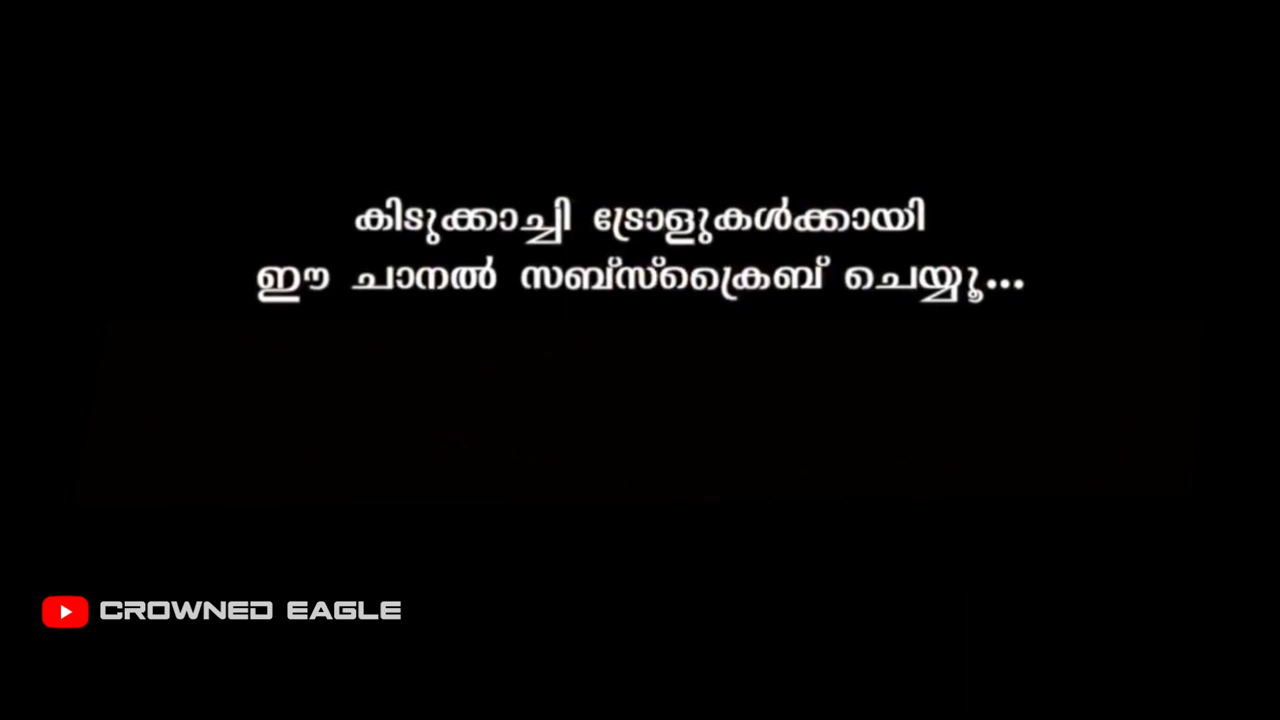 കിടുക്കാച്ചി ട്രോളുകൾക്കായി
ഈ ചാനൽ സബ്സ്ക്രൈബ് ചെയ്യൂ...
CROWNED EAGLE